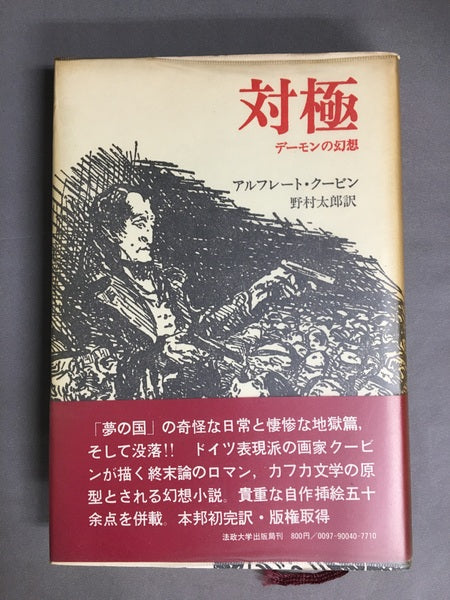 対極
デーモンの幻想
アルフレート・クービン
野村太郎訳
「夢の国」の奇怪な日常と悽惨な地獄篇，
そして没落!! ドイツ表現派の画家クービ
ンが描く終末論のロマン，カフカ文学の原
型とされる幻想小説。貴重な自作挿絵五十
余点を併載。本邦初完訳・版権取得
法政大学出版局刊 800円／0097-90040-7710